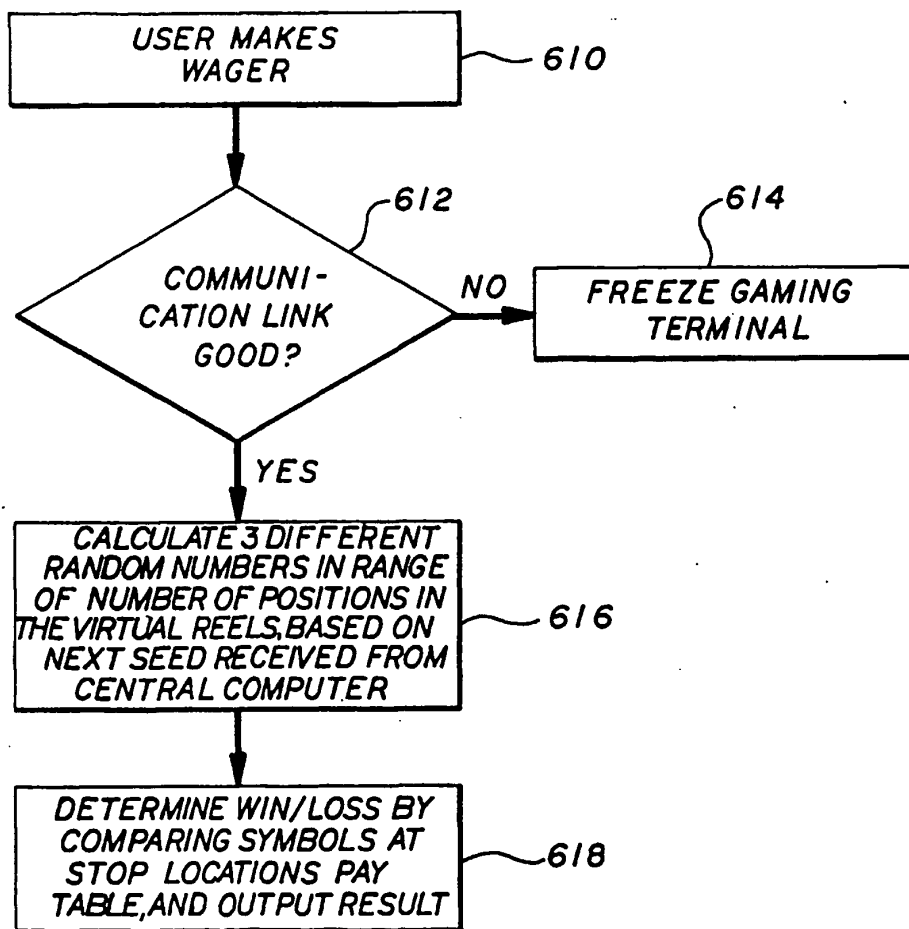 USER MAKES
WAGER
610
612
COMMUNI-
CATION LINK
GOOD?
NO
614
FREEZE GAMING
TERMINAL
YES
CALCULATE 3 DIFFERENT
RANDOM NUMBERS IN RANGE
OF NUMBER OF POSITIONS IN
THE VIRTUAL REELS, BASED ON
NEXT SEED RECEIVED FROM
CENTRAL COMPUTER
616
DETERMINE WIN/LOSS BY
COMPARING SYMBOLS AT
STOP LOCATIONS PAY
TABLE, AND OUTPUT RESULT
618